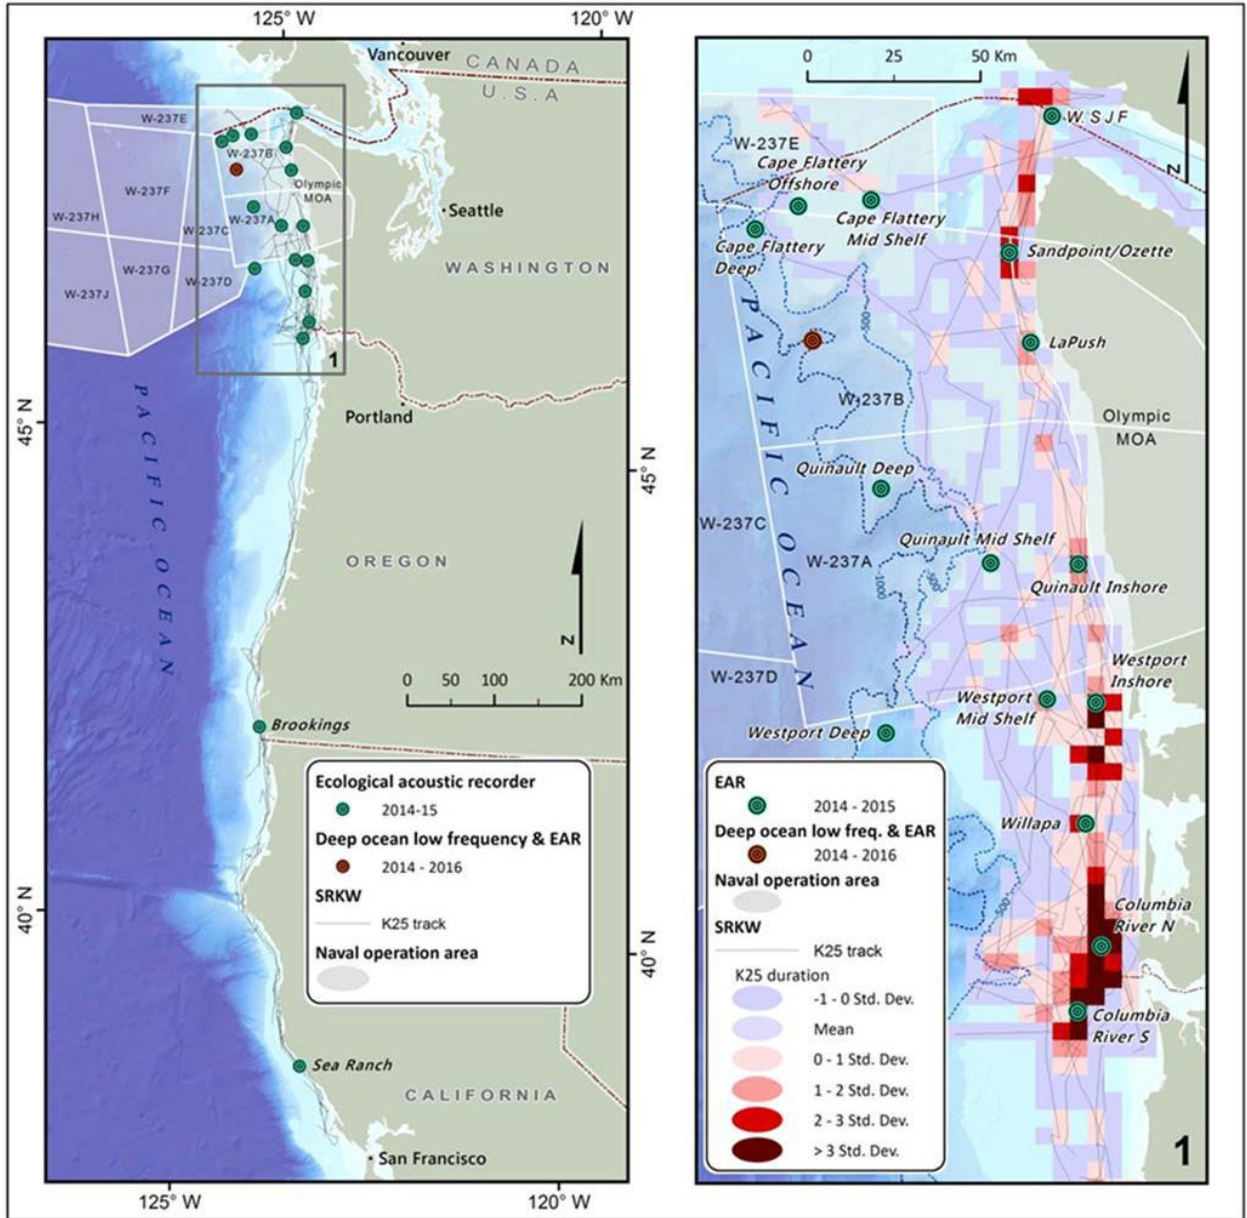 125° W
120° W
Vancouver
CANADA
U.S.A
W-237E
W-237B
W-237F
Olympic
MOA
W-237H
W-237A
W-237C
Seattle
W-237G
W-237D
WASHINGTON
W-237J
1
PACIFIC OCEAN
Portland
45° N
45° N
OREGON
N
0 50 100 200 Km
Brookings
Ecological acoustic recorder
2014-15
Deep ocean low frequency & EAR
2014 - 2016
SRKW
K25 track
Naval operation area
40° N
40° N
Sea Ranch
CALIFORNIA
San Francisco
125° W
120° W
0 25 50 Km
N
W.SJF
W-237E
Cape Flattery
Offshore
Cape Flattery
Mid Shelf
Cape Flattery
Deep
Sandpoint/Ozette
PACIFIC OCEAN
-500-
LaPush
W-237B
Olympic
MOA
Quinault Deep
W-237C
Quinault Mid Shelf
W-237A
-500-
1000
Quinault Inshore
W-237D
Westport
Inshore
Westport
Mid Shelf
Westport Deep
EAR
2014 - 2015
Deep ocean low freq. & EAR
2014 - 2016
Naval operation area
SRKW
K25 track
K25 duration
-1 - 0 Std. Dev.
Mean
0 - 1 Std. Dev.
1 - 2 Std. Dev.
2 - 3 Std. Dev.
> 3 Std. Dev.
Willapa
-500-
Columbia
River N
Columbia
River S
1